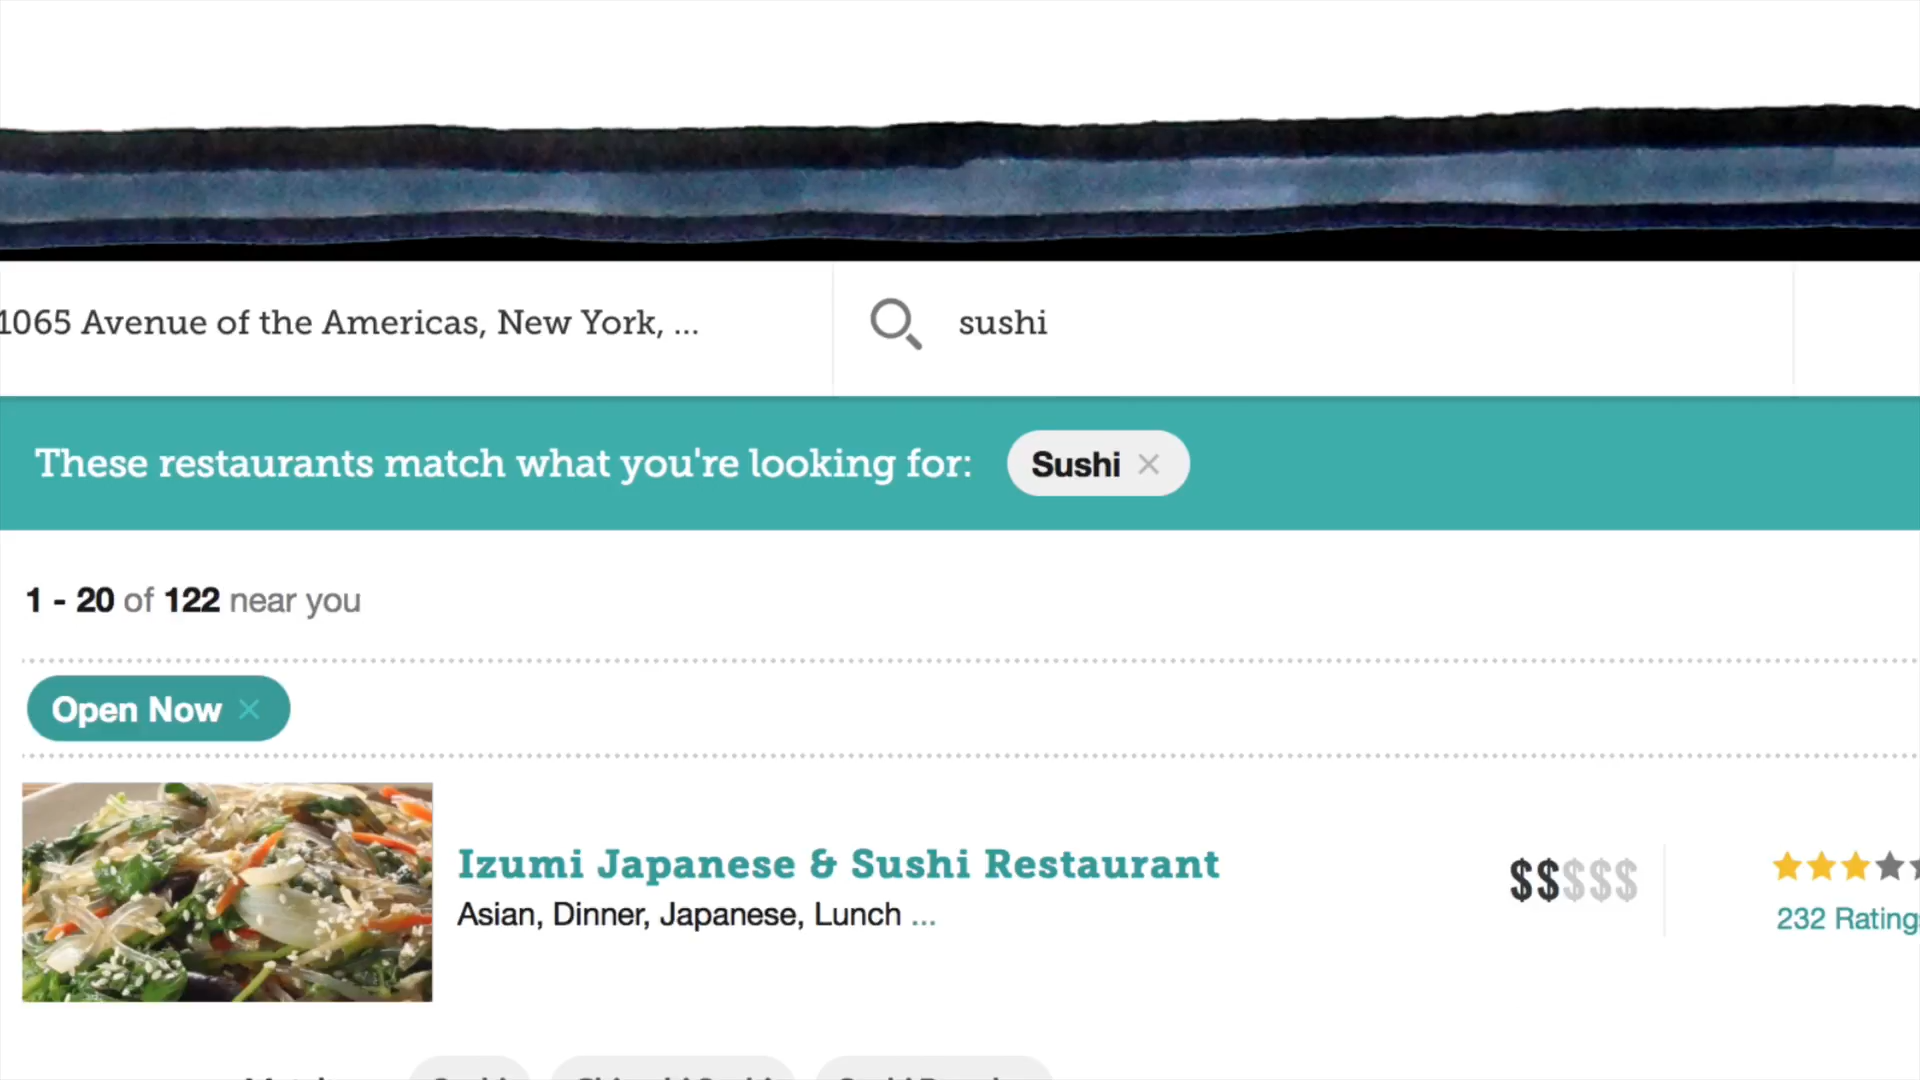 1065 Avenue of the Americas, New York, ...
sushi
These restaurants match what you're looking for:
Sushi ×
1 - 20 of 122 near you
Open Now ×
Izumi Japanese & Sushi Restaurant
$$$$$
Asian, Dinner, Japanese, Lunch ...
232